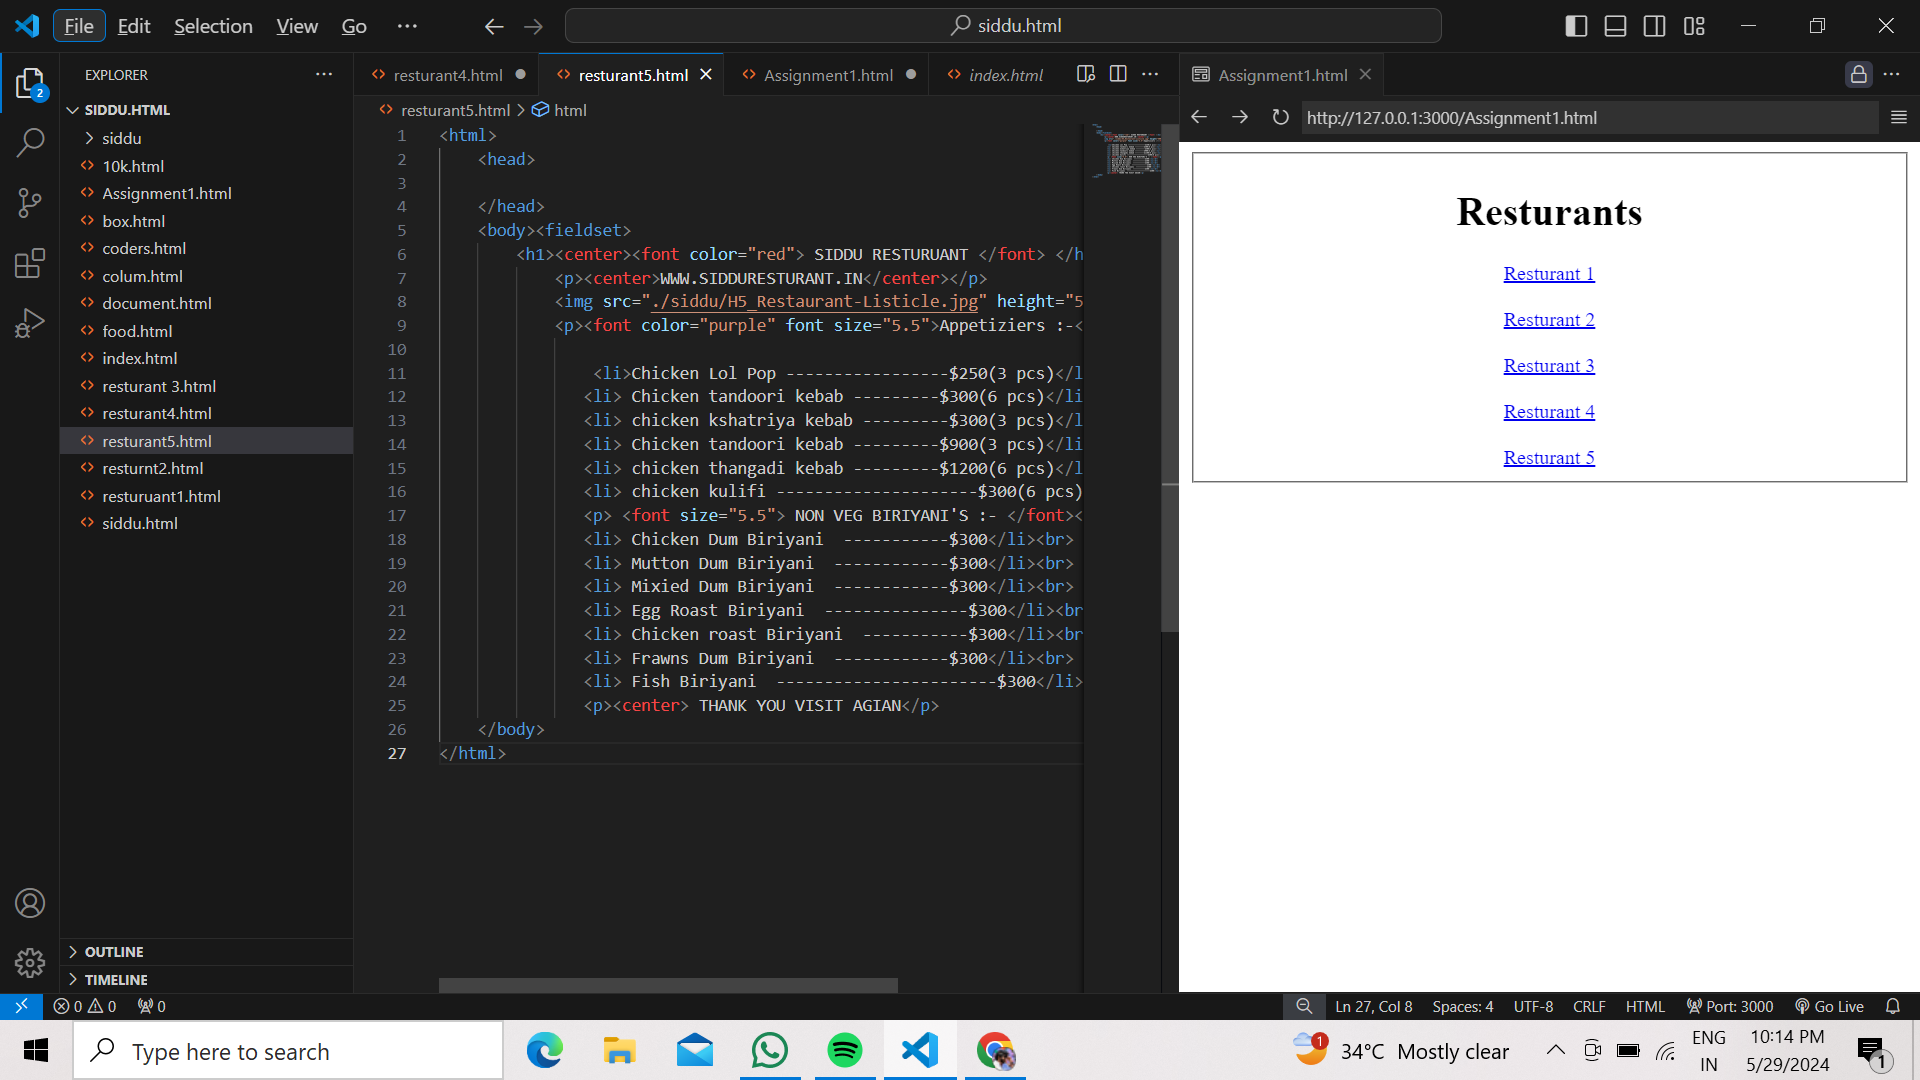 File Edit Selection View Go ···
siddu.html
EXPLORER ···
2
SIDDU.HTML
siddu
10k.html
Assignment1.html
box.html
coders.html
colum.html
document.html
food.html
index.html
resturant 3.html
resturant4.html
resturant5.html
resturnt2.html
resturuant1.html
siddu.html
OUTLINE
TIMELINE
resturant4.html resturant5.html Assignment1.html index.html ···
resturant5.html > html
1 <html>
2 <head>
3
4 </head>
5 <body><fieldset>
6 <h1><center><font color="red"> SIDDU RESTURUANT </font> </h
7 <p><center>WWW.SIDDURESTURANT.IN</center></p>
8 <img src="./siddu/H5_Restaurant-Listicle.jpg" height="5
9 <p><font color="purple" font size="5.5">Appetiziers :-<
10
11 <li>Chicken Lol Pop -----------------$250(3 pcs)</l
12 <li> Chicken tandoori kebab ---------$300(6 pcs)</li
13 <li> chicken kshatriya kebab ---------$300(3 pcs)</l
14 <li> Chicken tandoori kebab ---------$900(3 pcs)</li
15 <li> chicken thangadi kebab ---------$1200(6 pcs)</l
16 <li> chicken kulifi ---------------------$300(6 pcs)
17 <p> <font size="5.5"> NON VEG BIRIYANI'S :- </font><
18 <li> Chicken Dum Biriyani  -----------$300</li><br>
19 <li> Mutton Dum Biriyani  ------------$300</li><br>
20 <li> Mixied Dum Biriyani  ------------$300</li><br>
21 <li> Egg Roast Biriyani  ---------------$300</li><br
22 <li> Chicken roast Biriyani  -----------$300</li><br
23 <li> Frawns Dum Biriyani  ------------$300</li><br>
24 <li> Fish Biriyani  -----------------------$300</li>
25 <p><center> THANK YOU VISIT AGIAN</p>
26 </body>
27 </html>
Assignment1.html ···
http://127.0.0.1:3000/Assignment1.html
Resturants
Resturant 1
Resturant 2
Resturant 3
Resturant 4
Resturant 5
0 0 0 Ln 27, Col 8 Spaces: 4 UTF-8 CRLF HTML Port: 3000 Go Live
Type here to search
1 34°C Mostly clear
ENG
IN
10:14 PM
5/29/2024
1